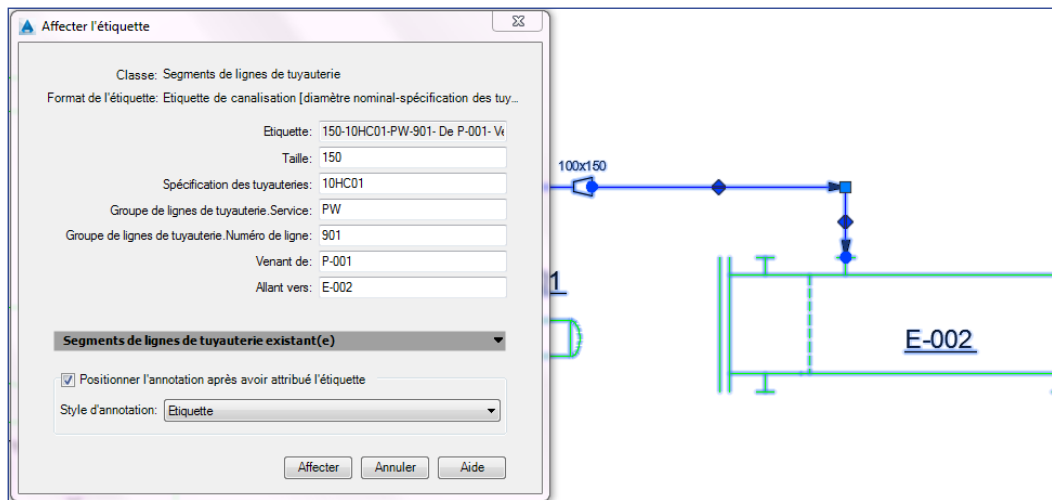 Affecter l'étiquette
Classe: Segments de lignes de tuyauterie
Format de l'étiquette: Etiquette de canalisation [diamètre nominal-spécification des tuy...
Etiquette: 150-10HC01-PW-901- De P-001- Ve
Taille: 150
Spécification des tuyauteries: 10HC01
Groupe de lignes de tuyauterie.Service: PW
Groupe de lignes de tuyauterie.Numéro de ligne: 901
Venant de: P-001
Allant vers: E-002
Segments de lignes de tuyauterie existant(e)
Positionner l'annotation après avoir attribué l'étiquette
Style d'annotation: Etiquette
Affecter Annuler Aide
100x150
1
E-002